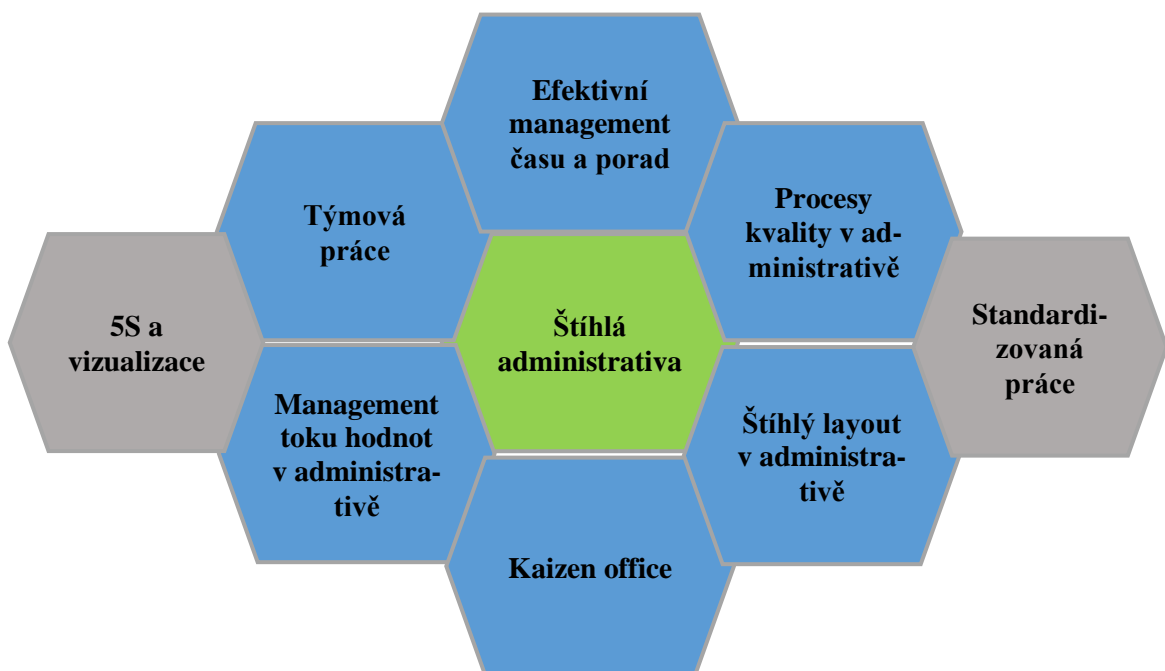 Efektivní
management
času a porad
Týmová
práce
Procesy
kvality v ad-
ministrativě
5S a
vizualizace
Štíhlá
administrativa
Standardi-
zovaná
práce
Management
toku hodnot
v administra-
tivě
Štíhlý layout
v administra-
tivě
Kaizen office